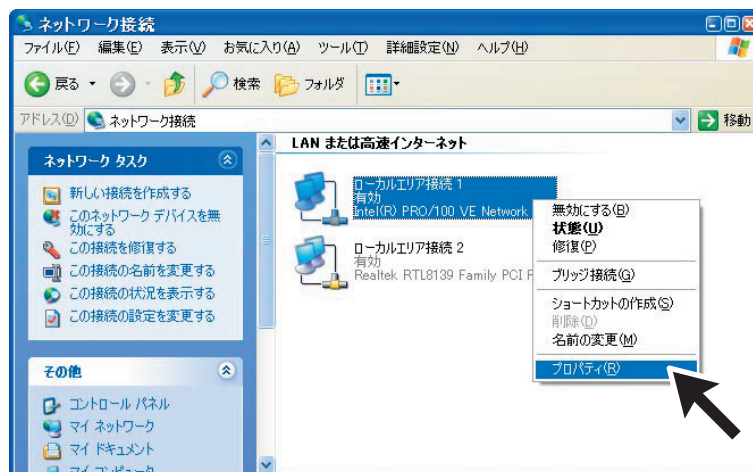 ネットワーク接続
ファイル(F) 編集(E) 表示(V) お気に入り(A) ツール(T) 詳細設定(N) ヘルプ(H)
戻る 検索 フォルダ
アドレス(D) ネットワーク接続 移動
ネットワーク タスク
新しい接続を作成する
このネットワーク デバイスを無
効にする
この接続を修復する
この接続の名前を変更する
この接続の状況を表示する
この接続の設定を変更する
その他
コントロール パネル
マイ ネットワーク
マイ ドキュメント
マイ コンピュータ
LAN または高速インターネット
ローカルエリア接続 1
有効
Intel(R) PRO/100 VE Network
ローカルエリア接続 2
有効
Realtek RTL8139 Family PCI F
無効にする(B)
状態(U)
修復(P)
ブリッジ接続(G)
ショートカットの作成(S)
削除(D)
名前の変更(M)
プロパティ(R)